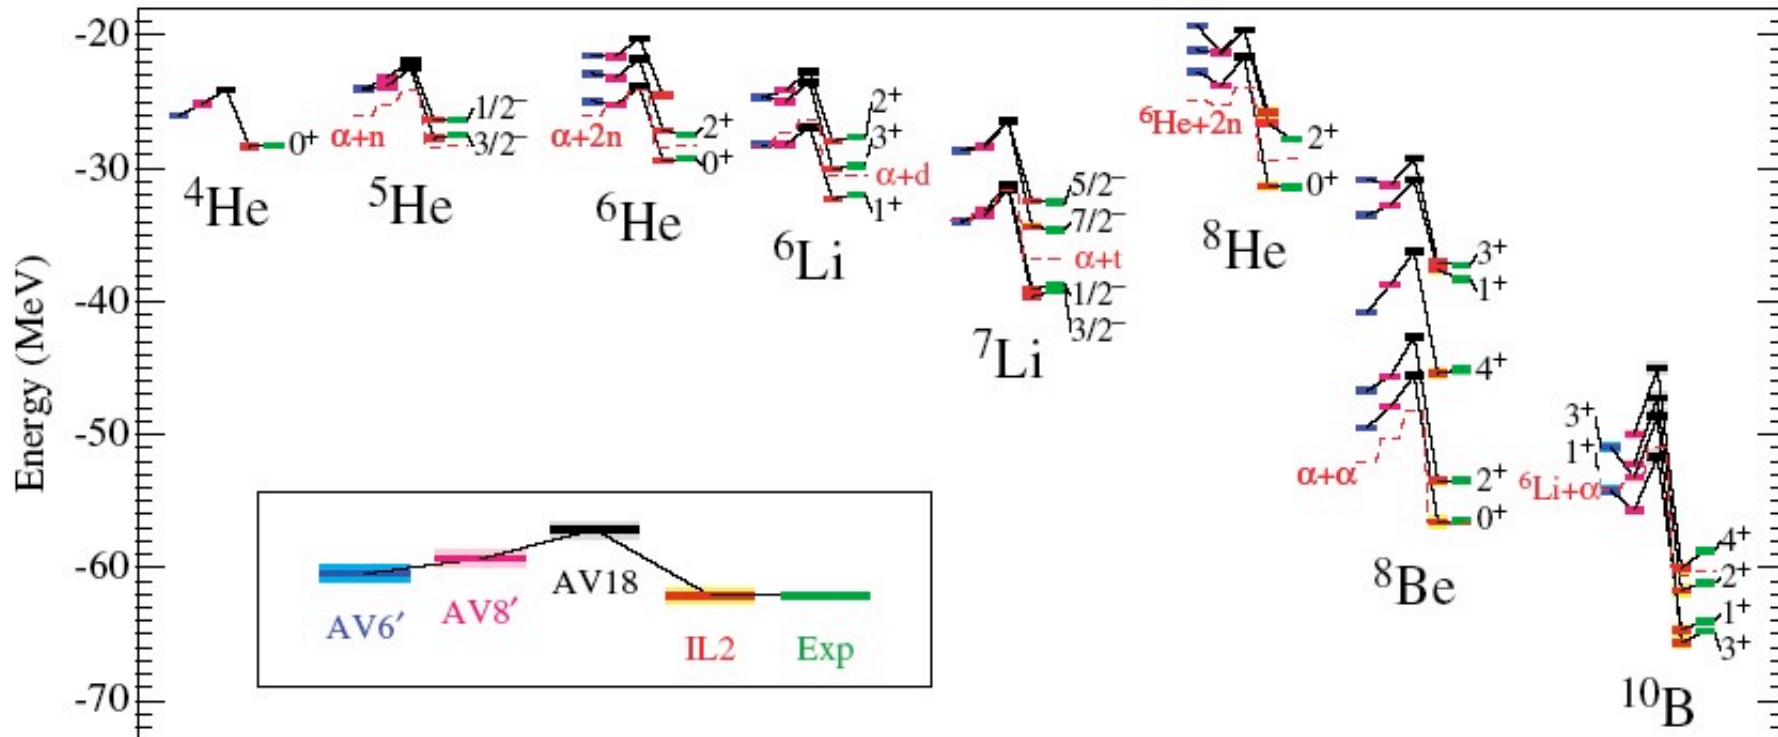 Energy (MeV)
-20
-30
-40
-50
-60
-70
0⁺
⁴He
α+n
1/2⁻
3/2⁻
⁵He
α+2n
2⁺
0⁺
⁶He
2⁺
3⁺
α+d
1⁺
⁶Li
5/2⁻
7/2⁻
α+t
1/2⁻
3/2⁻
⁷Li
⁶He+2n
2⁺
0⁺
⁸He
3⁺
1⁺
4⁺
α+α
2⁺
0⁺
⁸Be
3⁺
1⁺
⁶Li+α
4⁺
2⁺
1⁺
3⁺
¹⁰B
AV6′
AV8′
AV18
IL2
Exp